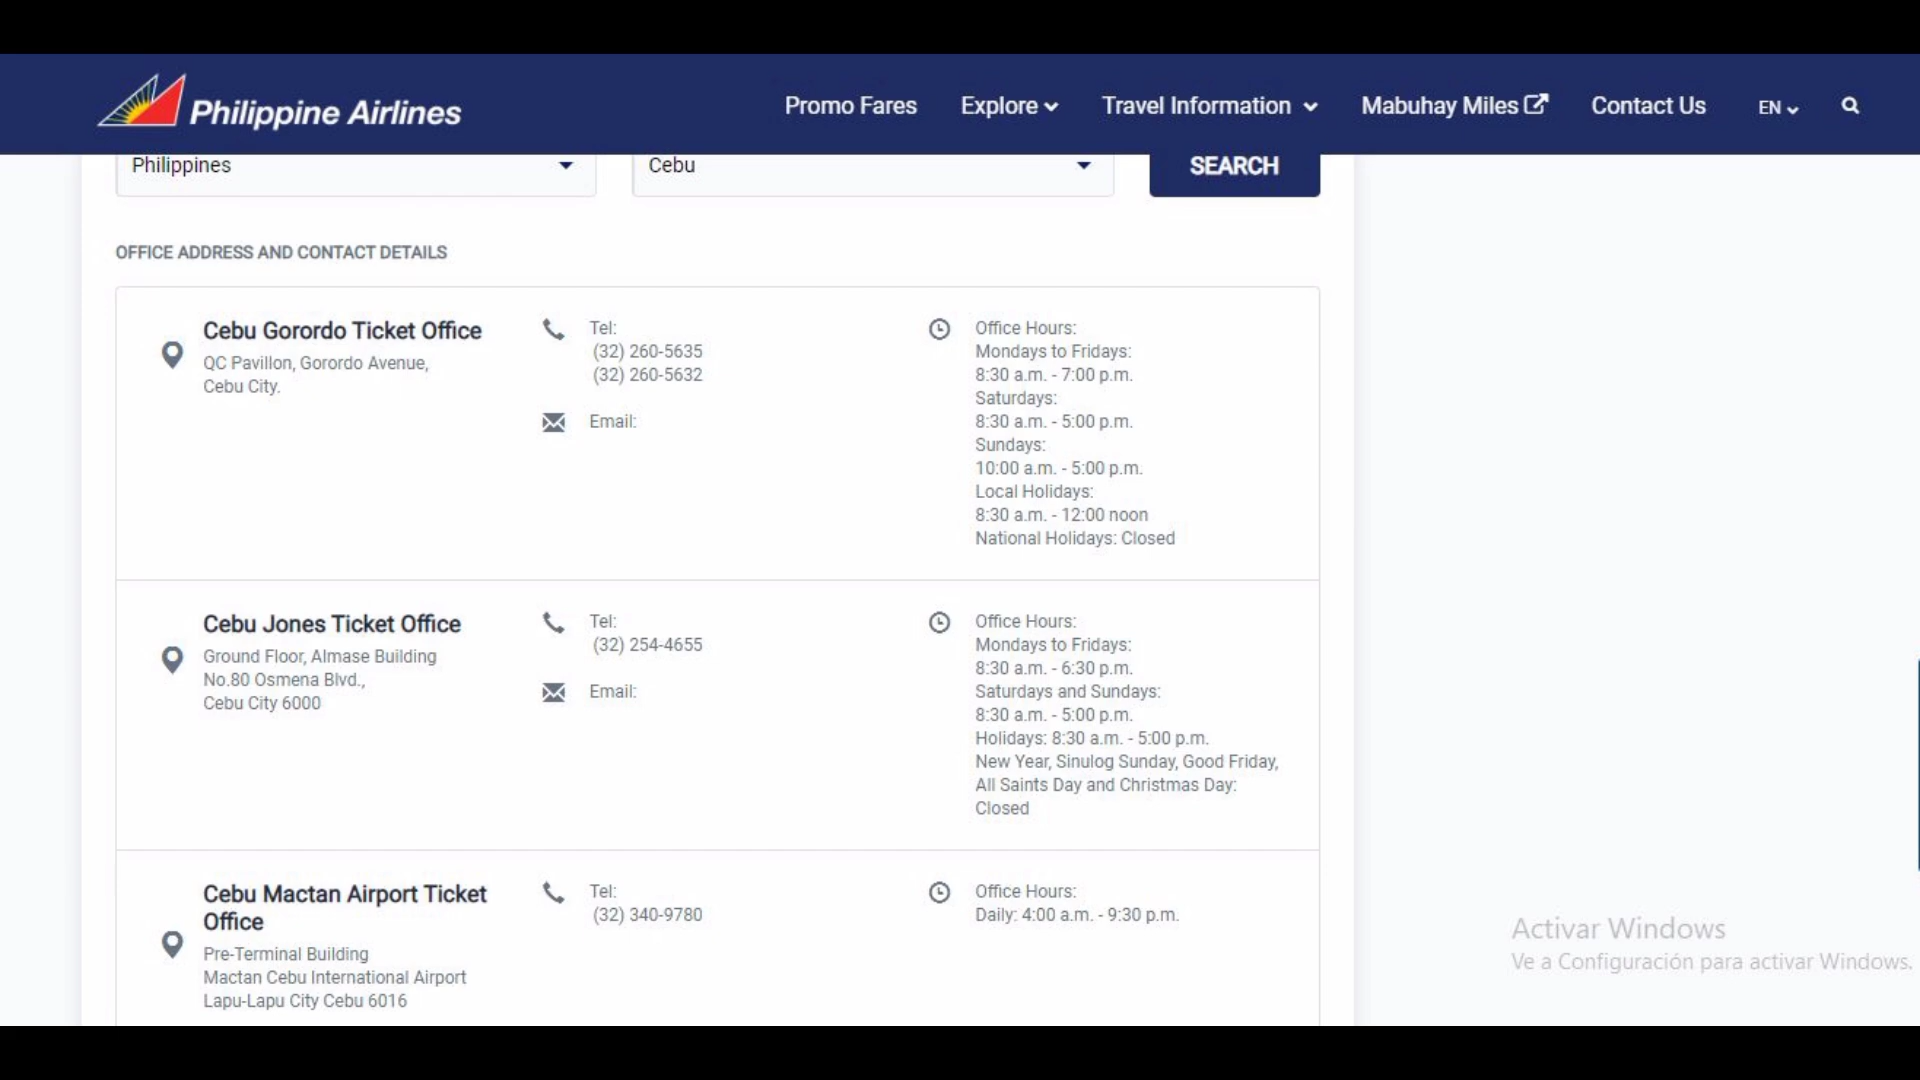 Philippine Airlines
Promo Fares
Explore
Travel Information
Mabuhay Miles
Contact Us
EN
Philippines
Cebu
SEARCH
OFFICE ADDRESS AND CONTACT DETAILS
Cebu Gorordo Ticket Office
QC Pavillon, Gorordo Avenue,
Cebu City.
Tel:
(32) 260-5635
(32) 260-5632
Email:
Office Hours:
Mondays to Fridays:
8:30 a.m. - 7:00 p.m.
Saturdays:
8:30 a.m. - 5:00 p.m.
Sundays:
10:00 a.m. - 5:00 p.m.
Local Holidays:
8:30 a.m. - 12:00 noon
National Holidays: Closed
Cebu Jones Ticket Office
Ground Floor, Almase Building
No.80 Osmena Blvd.,
Cebu City 6000
Tel:
(32) 254-4655
Email:
Office Hours:
Mondays to Fridays:
8:30 a.m. - 6:30 p.m.
Saturdays and Sundays:
8:30 a.m. - 5:00 p.m.
Holidays: 8:30 a.m. - 5:00 p.m.
New Year, Sinulog Sunday, Good Friday,
All Saints Day and Christmas Day:
Closed
Cebu Mactan Airport Ticket
Office
Pre-Terminal Building
Mactan Cebu International Airport
Lapu-Lapu City Cebu 6016
Tel:
(32) 340-9780
Office Hours:
Daily: 4:00 a.m. - 9:30 p.m.
Activar Windows
Ve a Configuración para activar Windows.